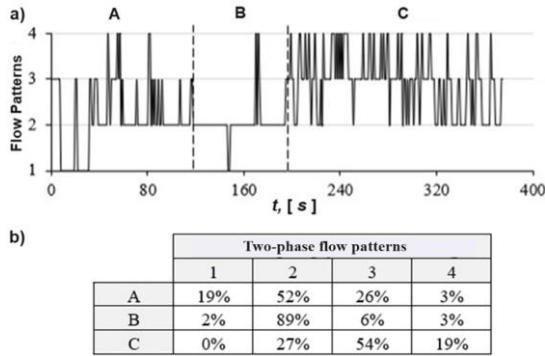 a)
A B C
Flow Patterns
4
3
2
1
0 80 160 240 320 400
t, [ s ]
b)
Two-phase flow patterns
1 2 3 4
A 19% 52% 26% 3%
B 2% 89% 6% 3%
C 0% 27% 54% 19%